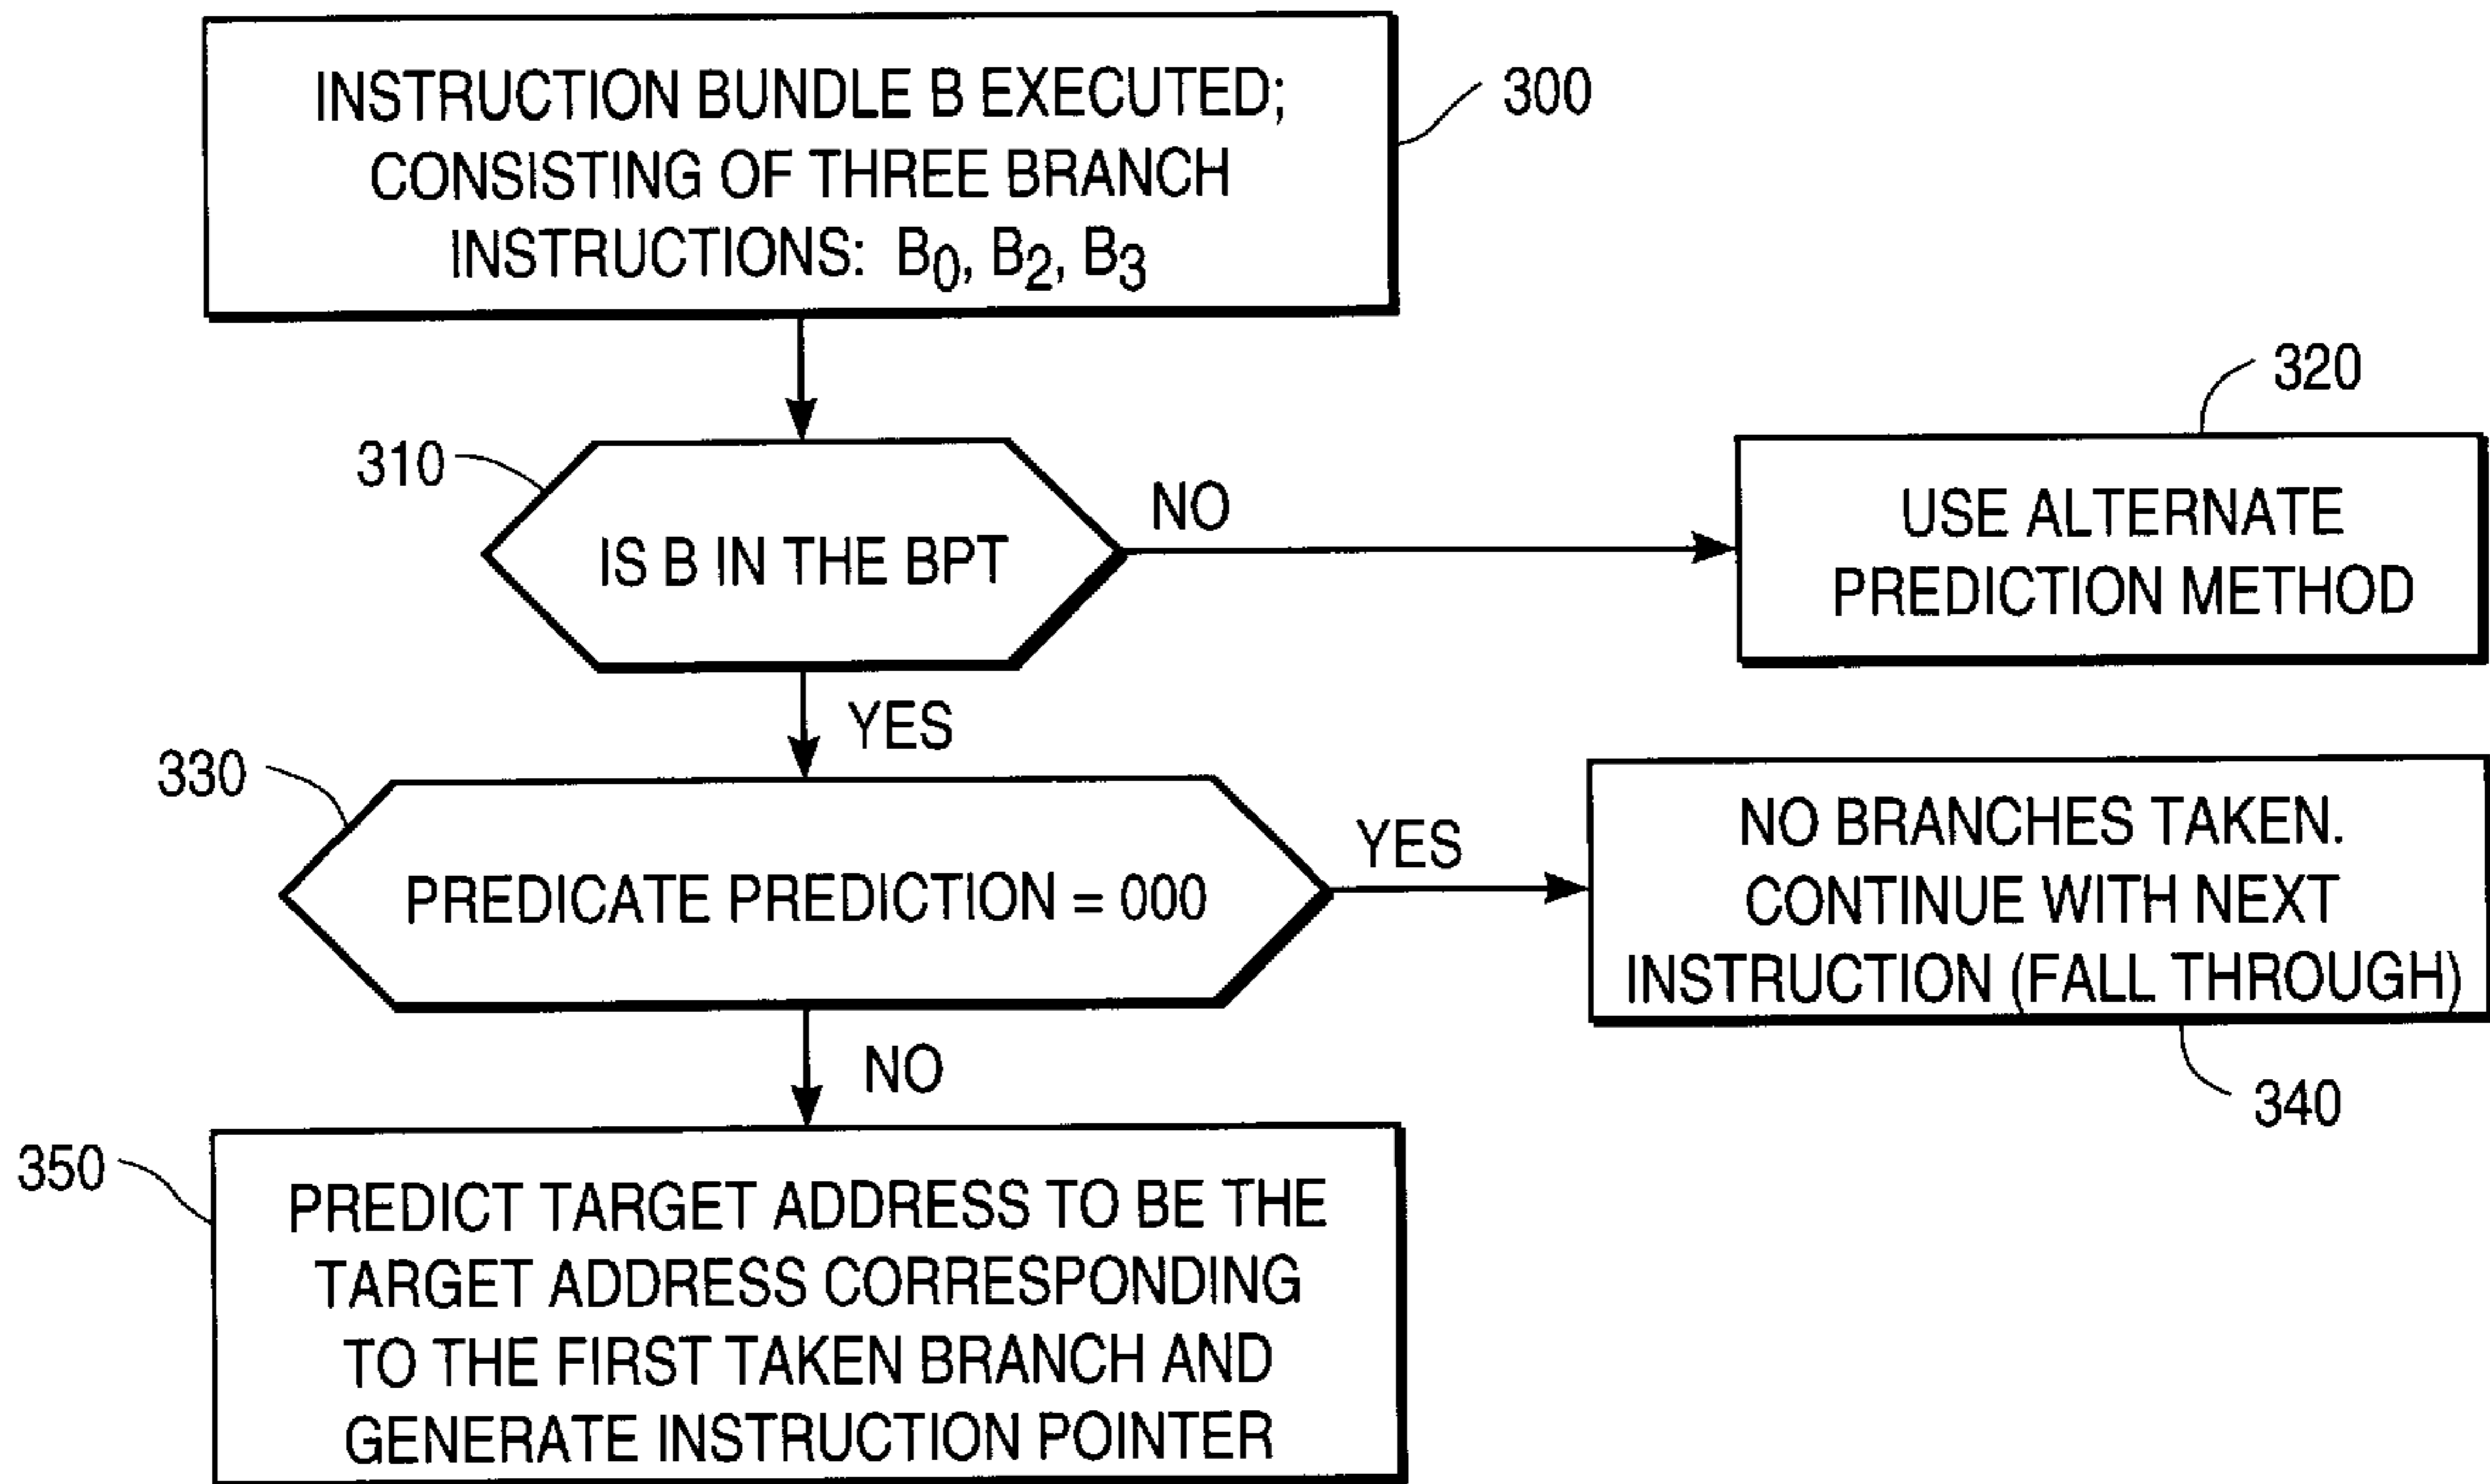 INSTRUCTION BUNDLE B EXECUTED;
CONSISTING OF THREE BRANCH
INSTRUCTIONS: B0, B2, B3
300
310
IS B IN THE BPT
NO
320
USE ALTERNATE
PREDICTION METHOD
YES
330
PREDICATE PREDICTION = 000
YES
NO BRANCHES TAKEN.
CONTINUE WITH NEXT
INSTRUCTION (FALL THROUGH)
340
NO
350
PREDICT TARGET ADDRESS TO BE THE
TARGET ADDRESS CORRESPONDING
TO THE FIRST TAKEN BRANCH AND
GENERATE INSTRUCTION POINTER